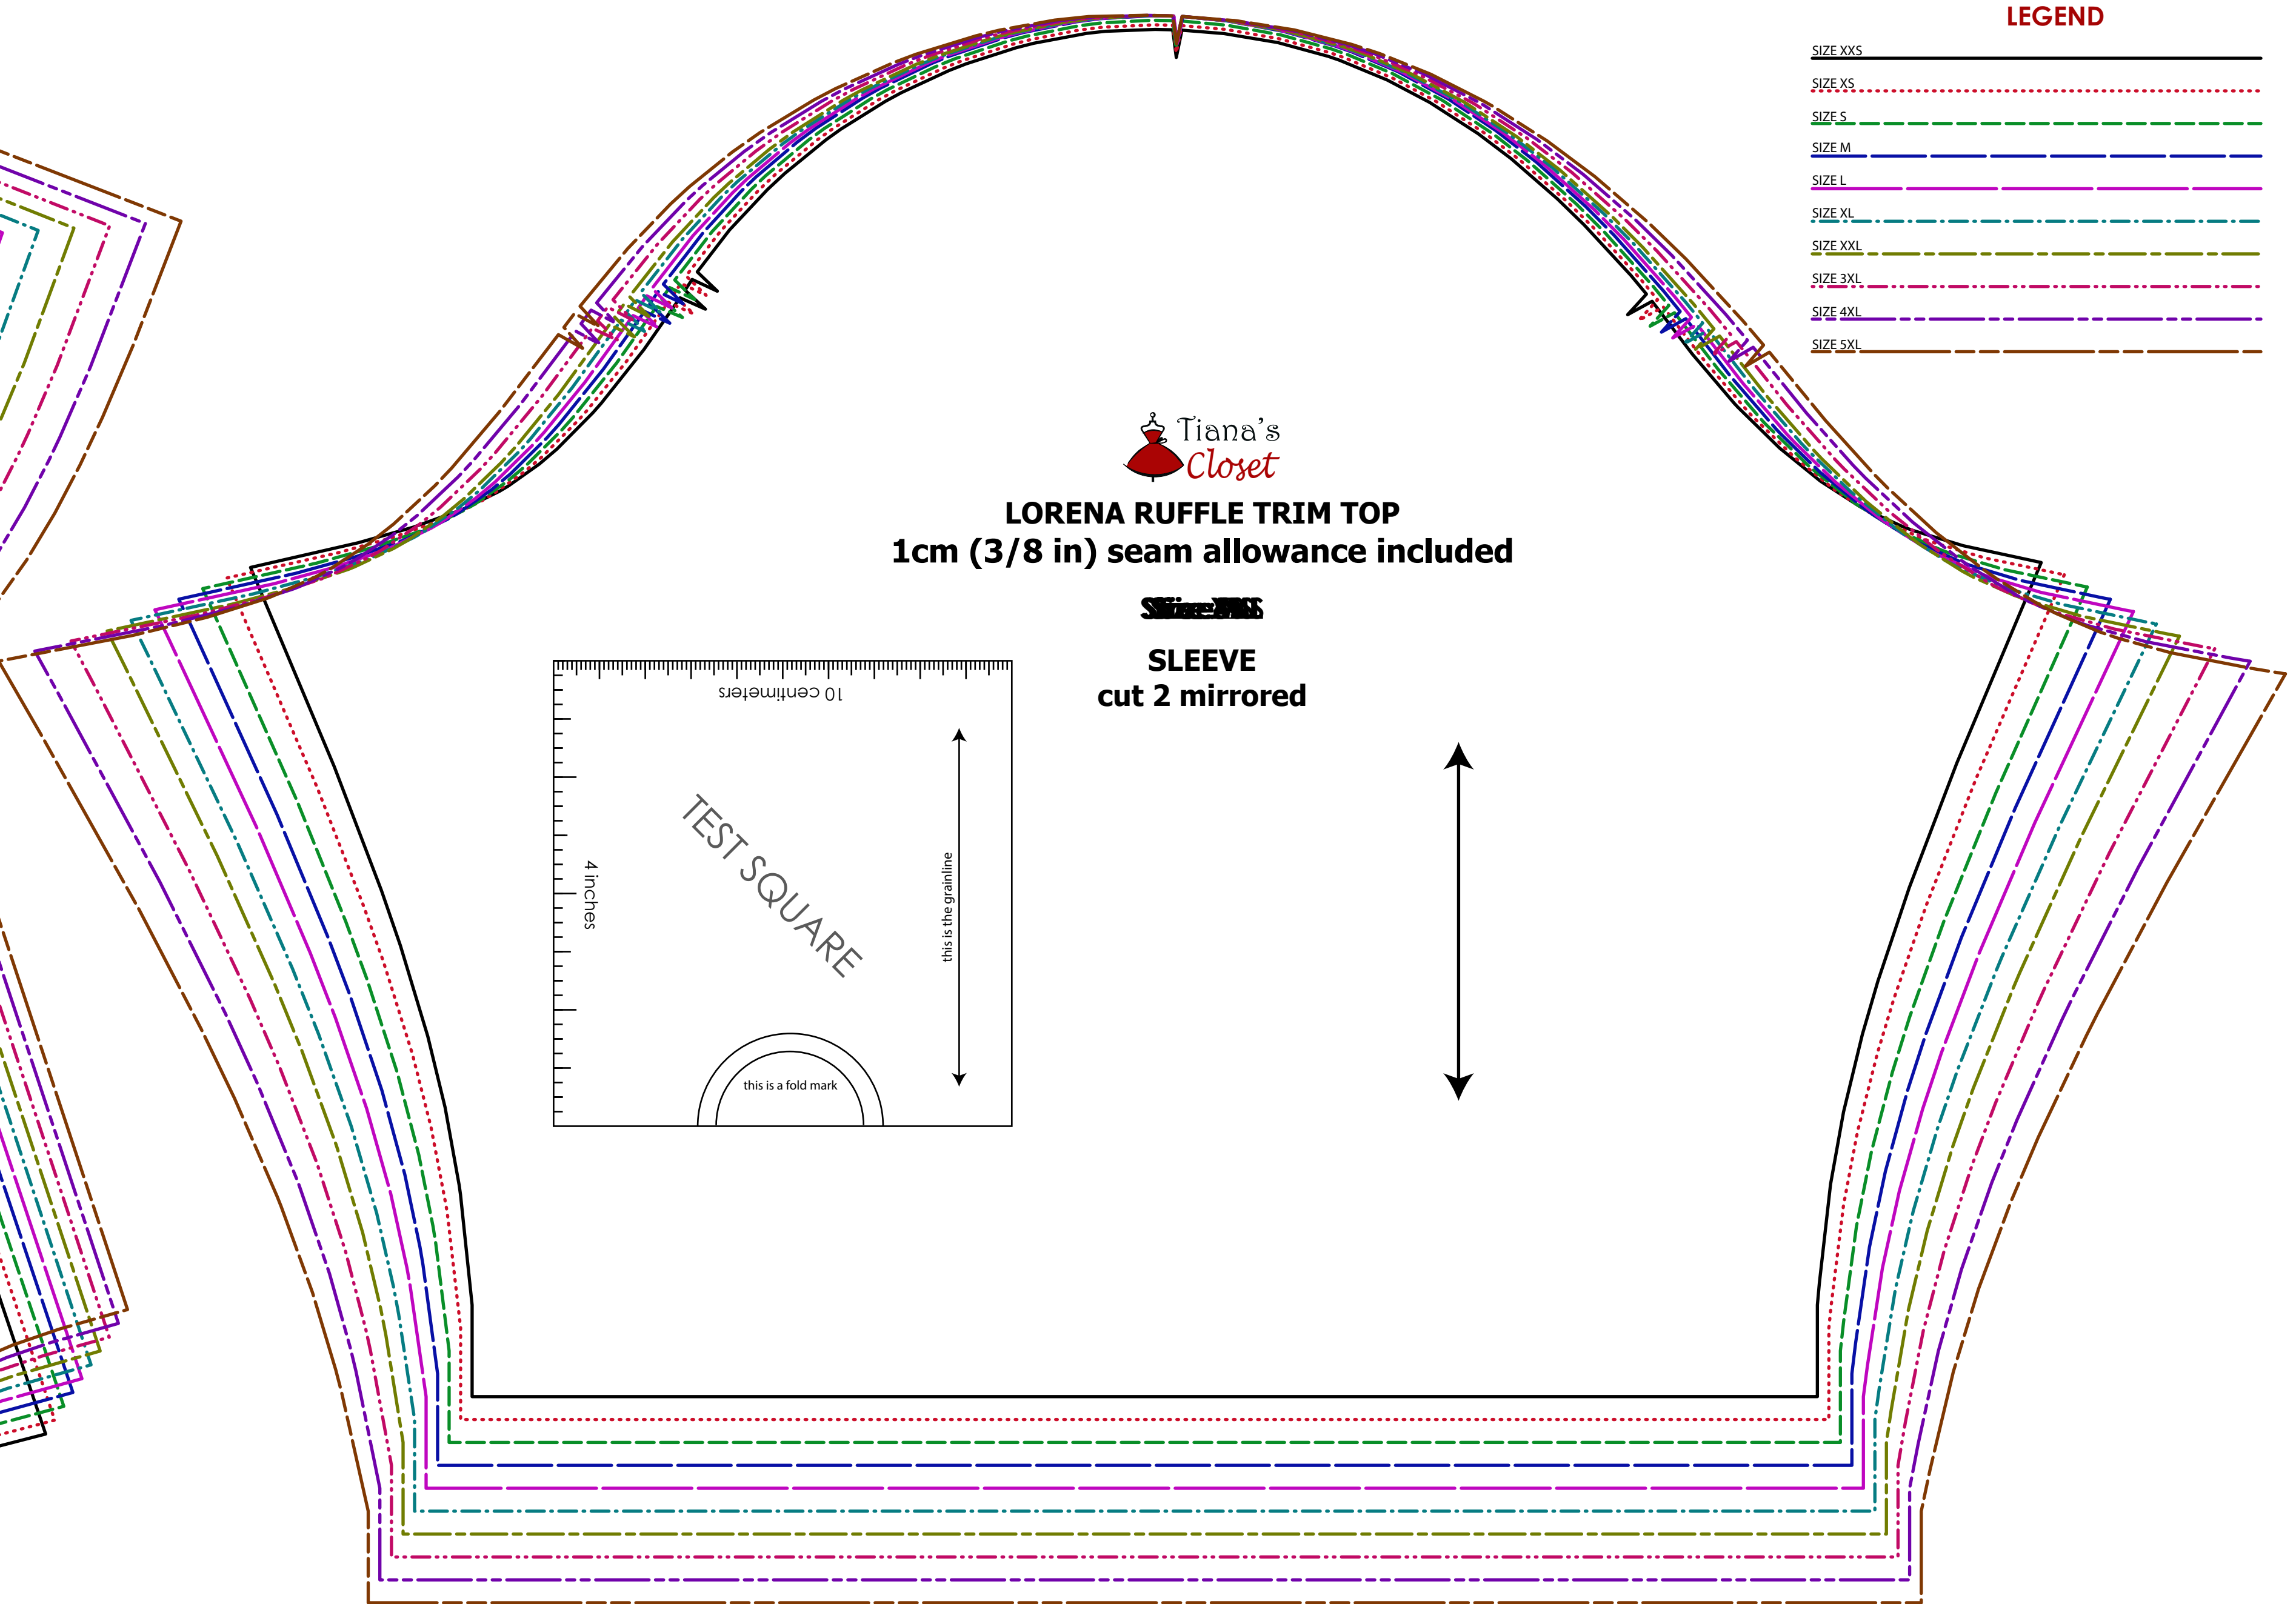 LEGEND
SIZE XXS
SIZE XS
SIZE S
SIZE M
SIZE L
SIZE XL
SIZE XXL
SIZE 3XL
SIZE 4XL
SIZE 5XL
Tiana's
Closet
LORENA RUFFLE TRIM TOP
1cm (3/8 in) seam allowance included
SLEEVE
cut 2 mirrored
10 centimeters
4 inches
TEST SQUARE
this is the grainline
this is a fold mark